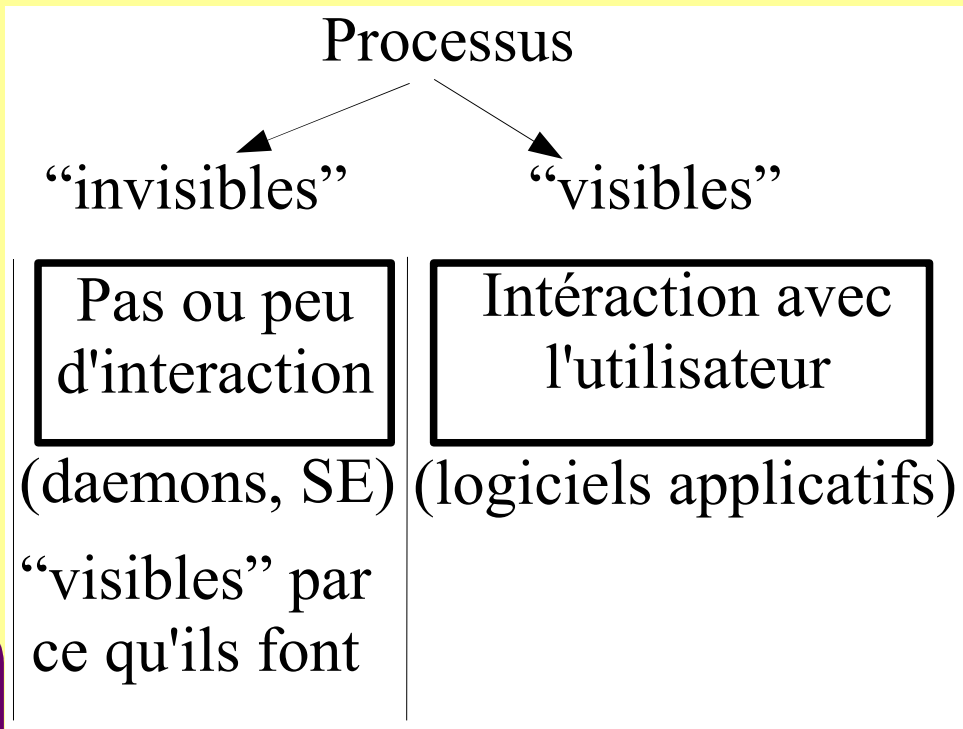 Processus
“invisibles”
“visibles”
Pas ou peu
d'interaction
(daemons, SE)
“visibles” par
ce qu'ils font
Intéraction avec
l'utilisateur
(logiciels applicatifs)